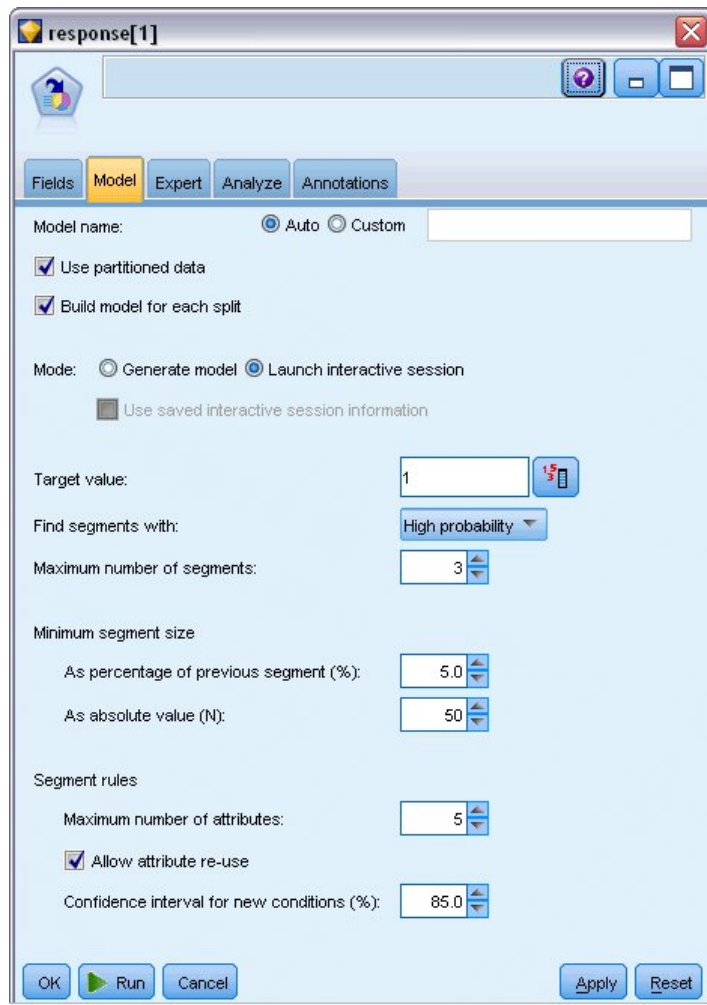 response[1]
Fields Model Expert Analyze Annotations
Model name: Auto Custom
Use partitioned data
Build model for each split
Mode: Generate model Launch interactive session
Use saved interactive session information
Target value: 1
Find segments with: High probability
Maximum number of segments: 3
Minimum segment size
As percentage of previous segment (%): 5.0
As absolute value (N): 50
Segment rules
Maximum number of attributes: 5
Allow attribute re-use
Confidence interval for new conditions (%): 85.0
OK Run Cancel Apply Reset